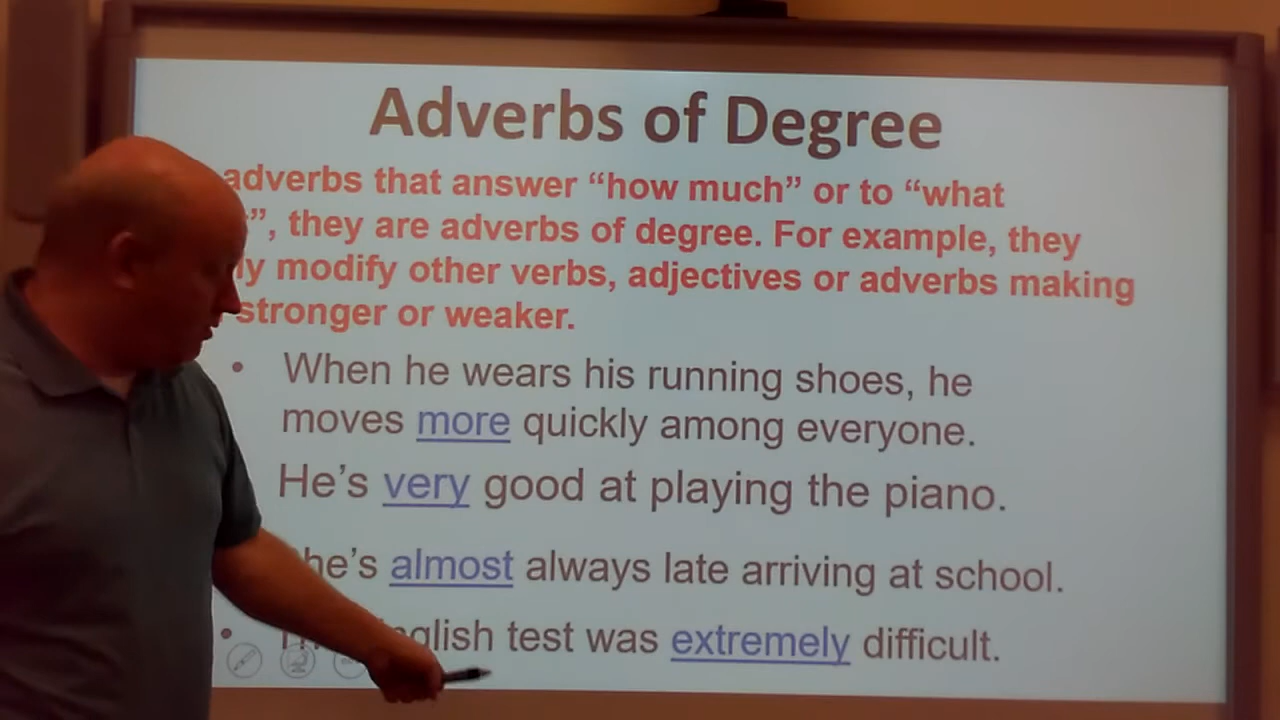 Adverbs of Degree
adverbs that answer “how much” or to “what
”, they are adverbs of degree. For example, they
modify other verbs, adjectives or adverbs making
stronger or weaker.
• When he wears his running shoes, he
moves more quickly among everyone.
He’s very good at playing the piano.
he’s almost always late arriving at school.
• test was extremely difficult.